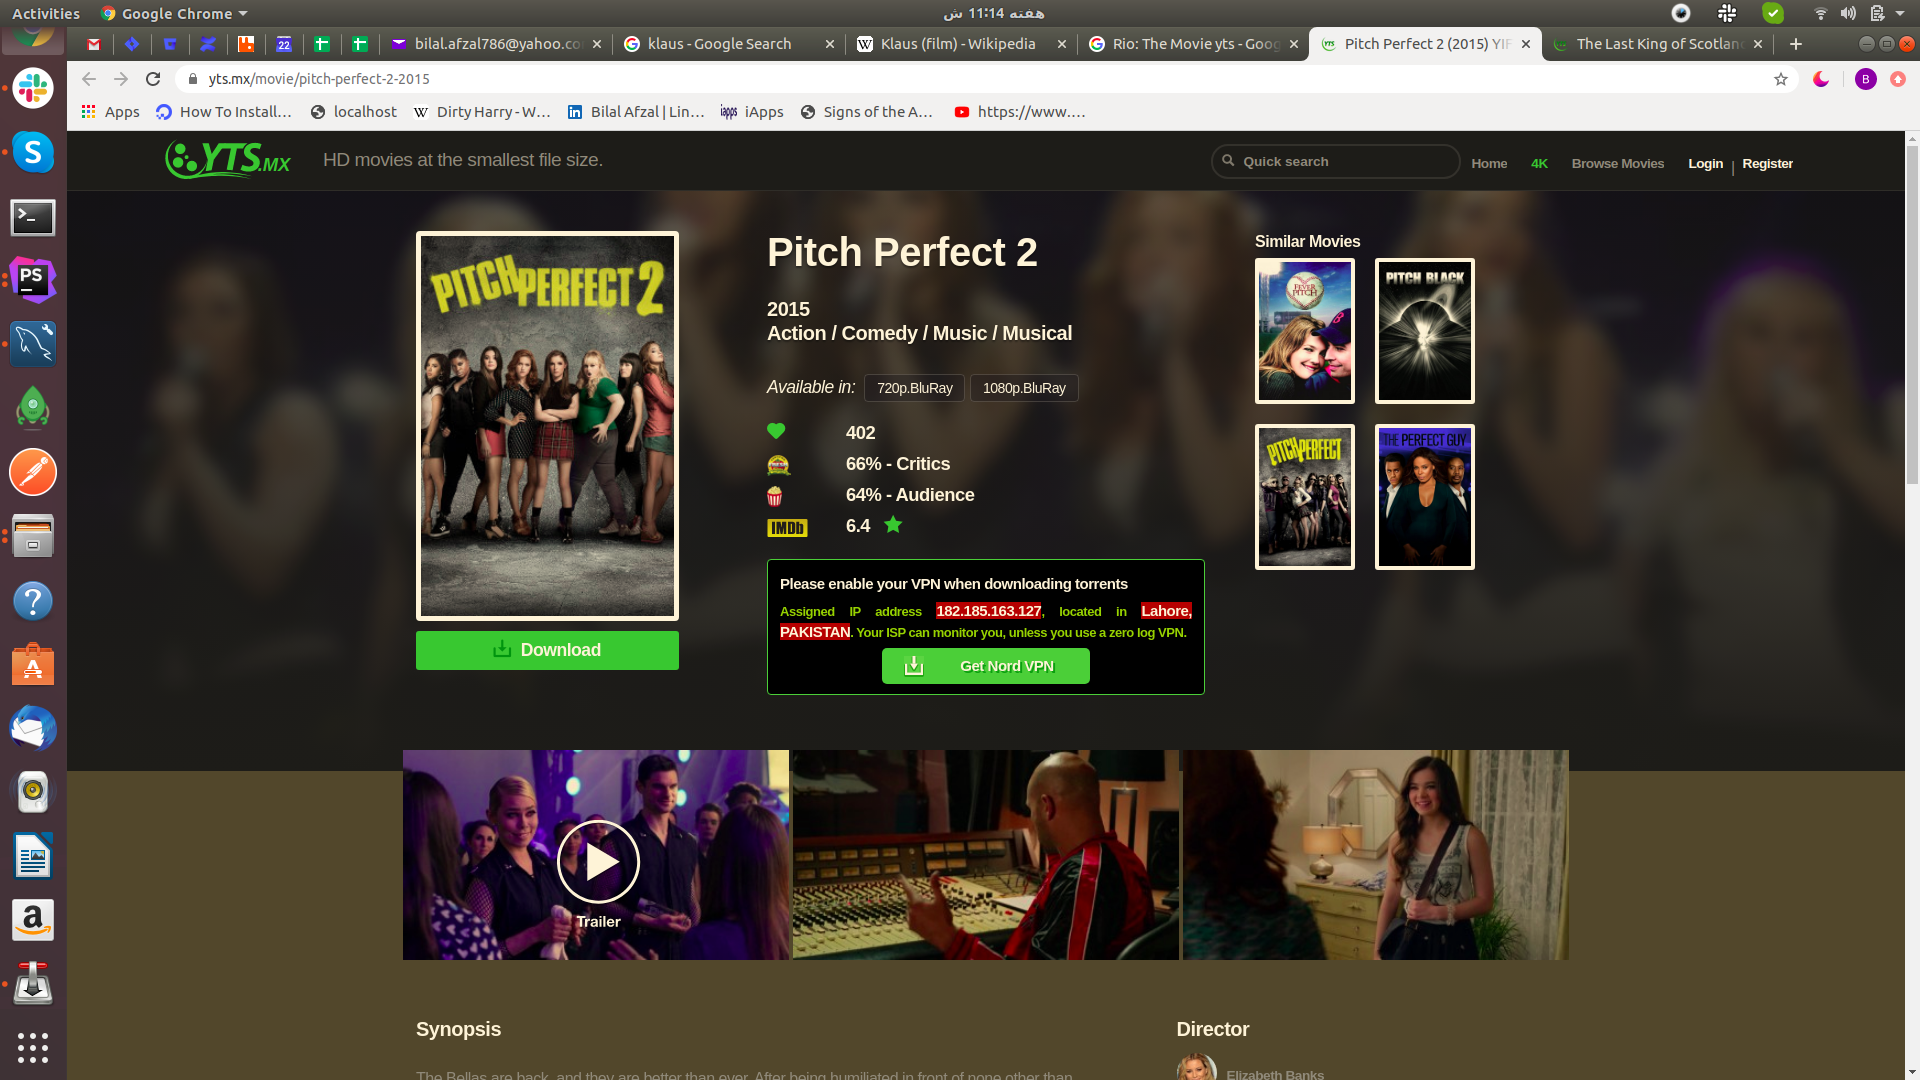 Activities
Google Chrome
هفته 11:14 ش
bilal.afzal786@yahoo.co
klaus - Google Search
Klaus (film) - Wikipedia
Rio: The Movie yts - Goog
Pitch Perfect 2 (2015) YIF
The Last King of Scotlan
yts.mx/movie/pitch-perfect-2-2015
B
Apps
How To Install...
localhost
Dirty Harry - W...
Bilal Afzal | Lin...
iApps
Signs of the A...
https://www....
YTS.MX
HD movies at the smallest file size.
Quick search
Home
4K
Browse Movies
Login | Register
PITCH PERFECT 2
Download
Pitch Perfect 2
2015
Action / Comedy / Music / Musical
Available in: 720p.BluRay 1080p.BluRay
402
66% - Critics
64% - Audience
IMDb 6.4
Please enable your VPN when downloading torrents
Assigned IP address 182.185.163.127, located in Lahore,
PAKISTAN. Your ISP can monitor you, unless you use a zero log VPN.
Get Nord VPN
Similar Movies
FEVER PITCH
PITCH BLACK
PITCH PERFECT
THE PERFECT GUY
Trailer
Synopsis
The Bellas are back, and they are better than ever. After being humiliated in front of none other than
Director
Elizabeth Banks